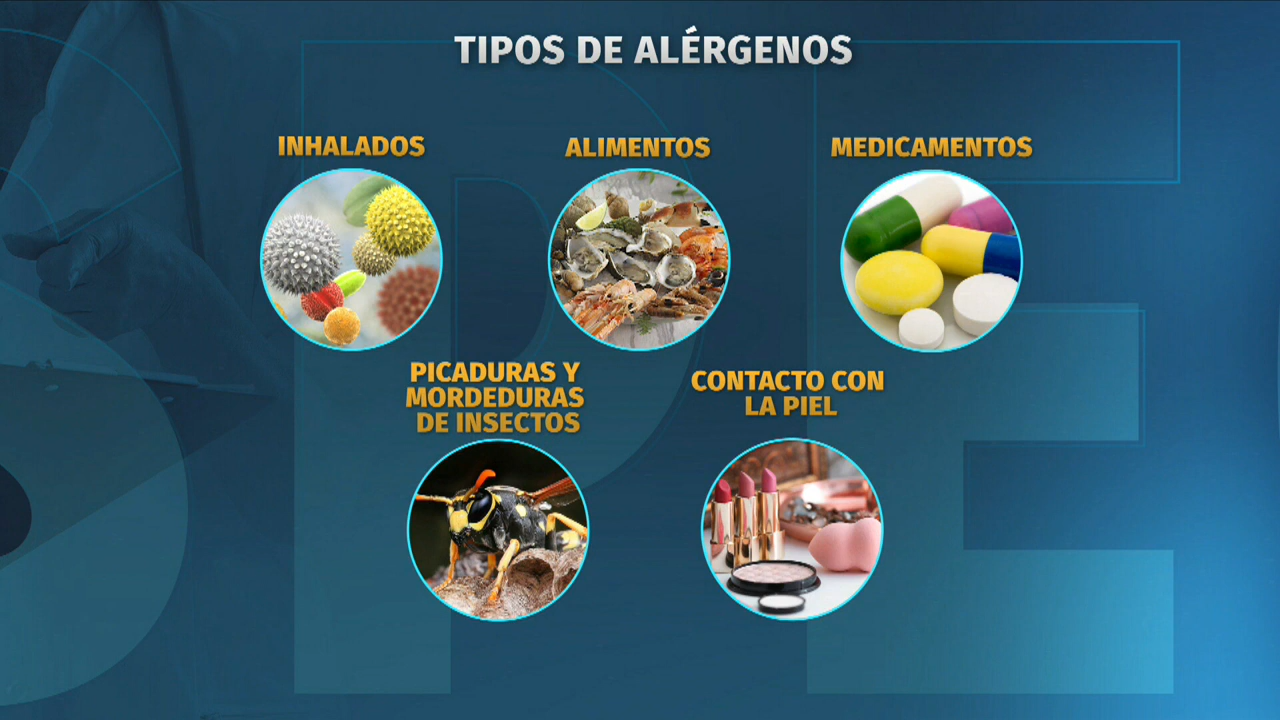 TIPOS DE ALÉRGENOS
INHALADOS
ALIMENTOS
MEDICAMENTOS
PICADURAS Y
MORDEDURAS
DE INSECTOS
CONTACTO CON
LA PIEL